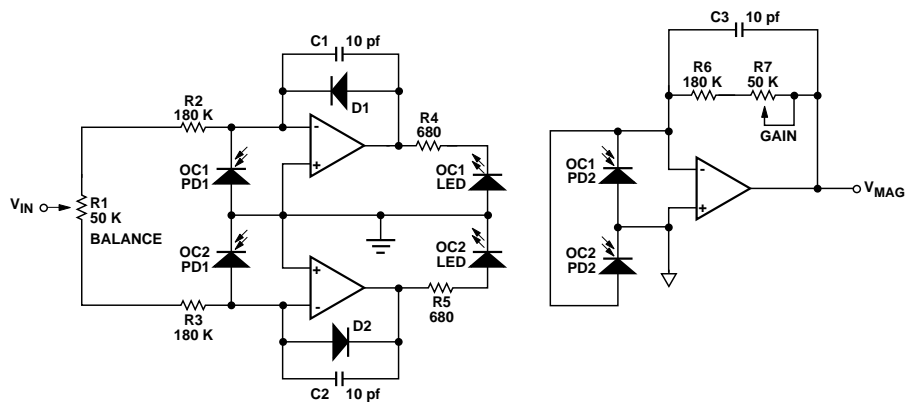 C1
10 pf
D1
R2
180 K
R4
680
OC1
PD1
-
+
OC1
LED
VIN
R1
50 K
BALANCE
OC2
PD1
OC2
LED
+
-
R3
180 K
R5
680
D2
C2
10 pf
C3
10 pf
R6
180 K
R7
50 K
GAIN
OC1
PD2
-
+
VMAG
OC2
PD2